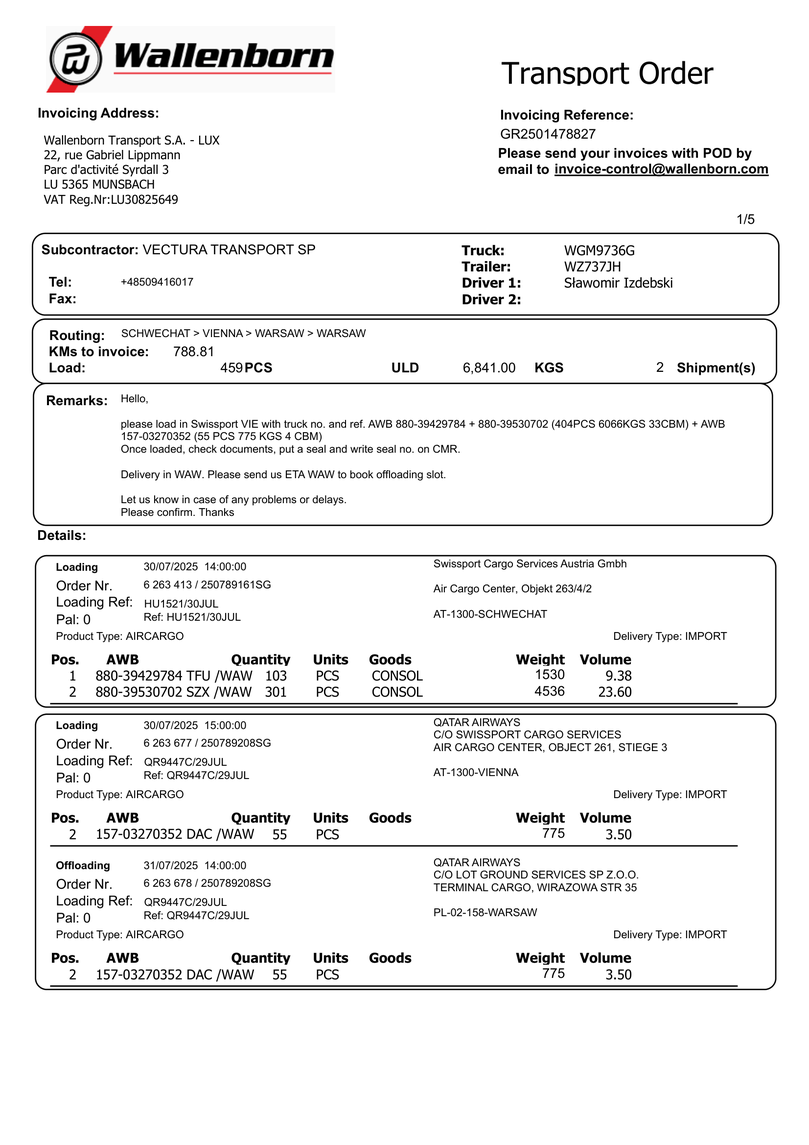 Wallenborn
Transport Order
Invoicing Address:
Wallenborn Transport S.A. - LUX
22, rue Gabriel Lippmann
Parc d'activité Syrdall 3
LU 5365 MUNSBACH
VAT Reg.Nr:LU30825649
Invoicing Reference:
GR2501478827
Please send your invoices with POD by
email to invoice-control@wallenborn.com
1/5
Subcontractor: VECTURA TRANSPORT SP
Tel: +48509416017
Fax:
Truck: WGM9736G
Trailer: WZ737JH
Driver 1: Sławomir Izdebski
Driver 2:
Routing: SCHWECHAT > VIENNA > WARSAW > WARSAW
KMs to invoice: 788.81
Load: 459 PCS ULD 6,841.00 KGS 2 Shipment(s)
Remarks: Hello,
please load in Swissport VIE with truck no. and ref. AWB 880-39429784 + 880-39530702 (404PCS 6066KGS 33CBM) + AWB
157-03270352 (55 PCS 775 KGS 4 CBM)
Once loaded, check documents, put a seal and write seal no. on CMR.
Delivery in WAW. Please send us ETA WAW to book offloading slot.
Let us know in case of any problems or delays.
Please confirm. Thanks
Details:
Loading 30/07/2025 14:00:00 Swissport Cargo Services Austria Gmbh
Order Nr. 6 263 413 / 250789161SG Air Cargo Center, Objekt 263/4/2
Loading Ref: HU1521/30JUL
Pal: 0 Ref: HU1521/30JUL AT-1300-SCHWECHAT
Product Type: AIRCARGO Delivery Type: IMPORT
Pos. AWB Quantity Units Goods Weight Volume
1 880-39429784 TFU /WAW 103 PCS CONSOL 1530 9.38
2 880-39530702 SZX /WAW 301 PCS CONSOL 4536 23.60
Loading 30/07/2025 15:00:00 QATAR AIRWAYS
C/O SWISSPORT CARGO SERVICES
Order Nr. 6 263 677 / 250789208SG AIR CARGO CENTER, OBJECT 261, STIEGE 3
Loading Ref: QR9447C/29JUL
Pal: 0 Ref: QR9447C/29JUL AT-1300-VIENNA
Product Type: AIRCARGO Delivery Type: IMPORT
Pos. AWB Quantity Units Goods Weight Volume
2 157-03270352 DAC /WAW 55 PCS 775 3.50
Offloading 31/07/2025 14:00:00 QATAR AIRWAYS
C/O LOT GROUND SERVICES SP Z.O.O.
Order Nr. 6 263 678 / 250789208SG TERMINAL CARGO, WIRAZOWA STR 35
Loading Ref: QR9447C/29JUL
Pal: 0 Ref: QR9447C/29JUL PL-02-158-WARSAW
Product Type: AIRCARGO Delivery Type: IMPORT
Pos. AWB Quantity Units Goods Weight Volume
2 157-03270352 DAC /WAW 55 PCS 775 3.50